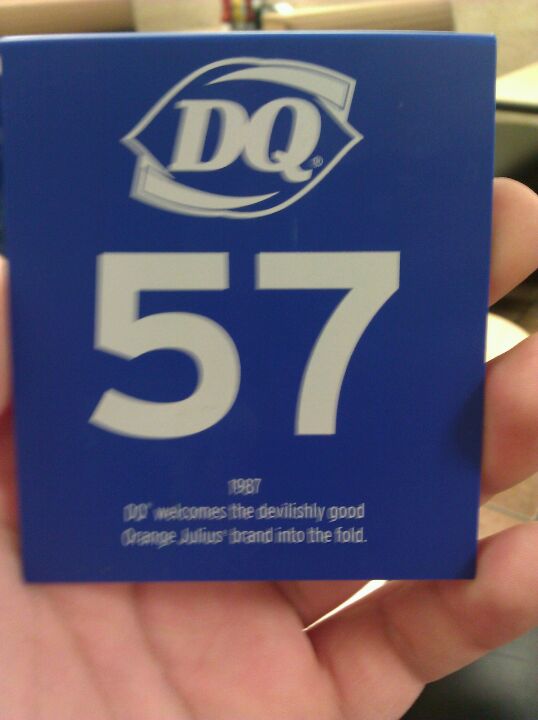 DQ®
57
1987
DQ® welcomes the devilishly good
Orange Julius® brand into the fold.